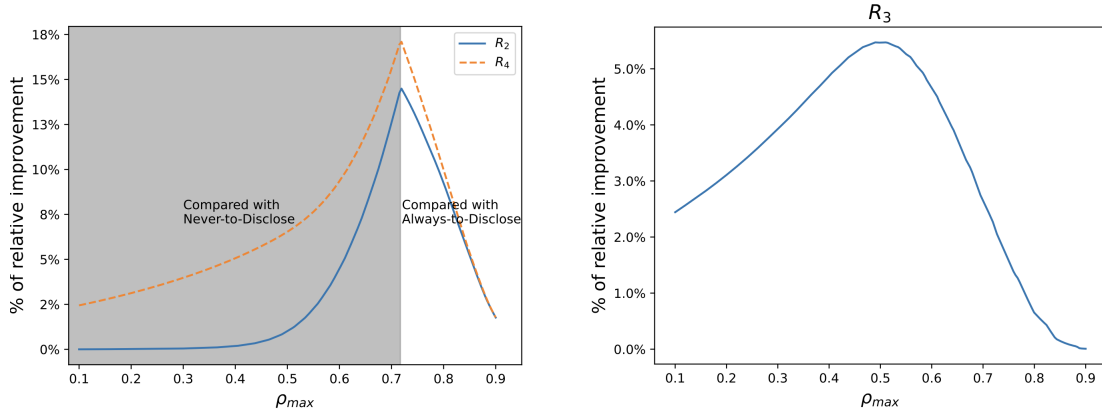 18%
15%
13%
10%
8%
5%
2%
0%
% of relative improvement
R2
R4
Compared with
Never-to-Disclose
Compared with
Always-to-Disclose
0.1 0.2 0.3 0.4 0.5 0.6 0.7 0.8 0.9
ρmax
R3
5.0%
4.0%
3.0%
2.0%
1.0%
0.0%
% of relative improvement
0.1 0.2 0.3 0.4 0.5 0.6 0.7 0.8 0.9
ρmax